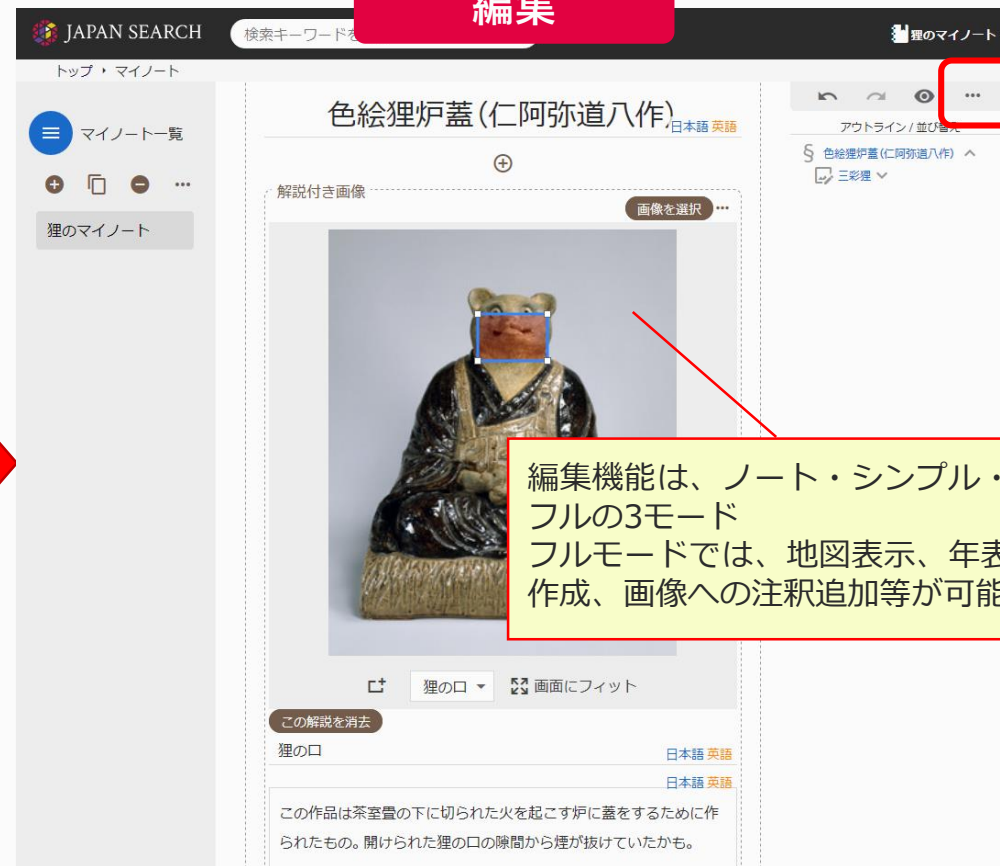 編集
JAPAN SEARCH
検索キーワードを
狸のマイノート
トップ › マイノート
マイノート一覧
狸のマイノート
色絵狸炉蓋(仁阿弥道八作)
日本語 英語
解説付き画像
画像を選択
アウトライン / 並び替え
§ 色絵狸炉蓋(仁阿弥道八作)
三彩狸
編集機能は、ノート・シンプル・
フルの3モード
フルモードでは、地図表示、年表
作成、画像への注釈追加等が可能
狸の口
画面にフィット
この解説を消去
狸の口
日本語 英語
日本語 英語
この作品は茶室畳の下に切られた火を起こす炉に蓋をするために作
られたもの。開けられた狸の口の隙間から煙が抜けていたかも。